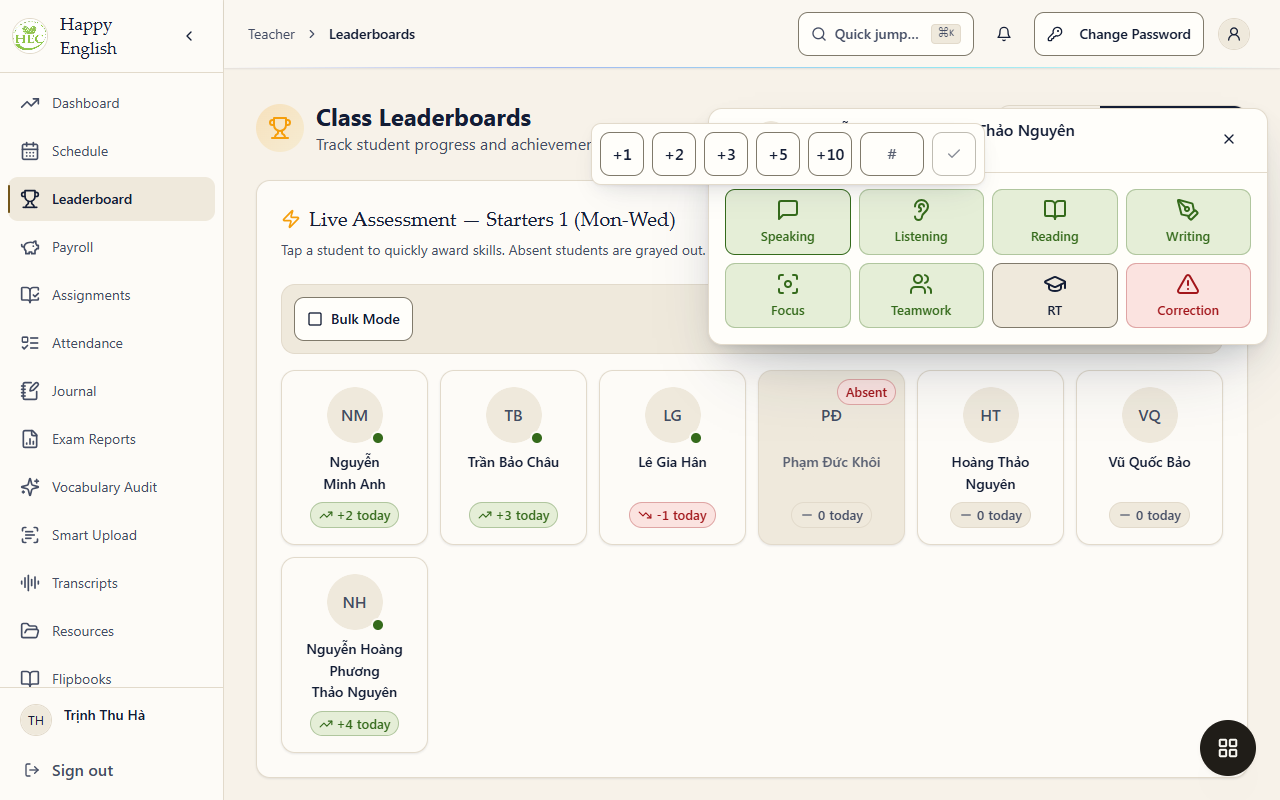 HEC
Happy
English
Dashboard
Schedule
Leaderboard
Payroll
Assignments
Attendance
Journal
Exam Reports
Vocabulary Audit
Smart Upload
Transcripts
Resources
Flipbooks
TH
Trịnh Thu Hà
Sign out
Teacher
Leaderboards
Quick jump...
⌘K
Change Password
Class Leaderboards
Track student progress and
+1
+2
+3
+5
+10
#
Thảo Nguyên
Speaking
Listening
Reading
Writing
Focus
Teamwork
RT
Correction
Live Assessment — Starters 1 (Mon-Wed)
Tap a student to quickly award skills. Absent students are grayed out.
Bulk Mode
NM
Nguyễn
Minh Anh
+2 today
TB
Trần Bảo Châu
+3 today
LG
Lê Gia Hân
-1 today
Absent
PĐ
Phạm Đức Khôi
0 today
HT
Hoàng Thảo
Nguyên
0 today
VQ
Vũ Quốc Bảo
0 today
NH
Nguyễn Hoàng
Phương
Thảo Nguyên
+4 today